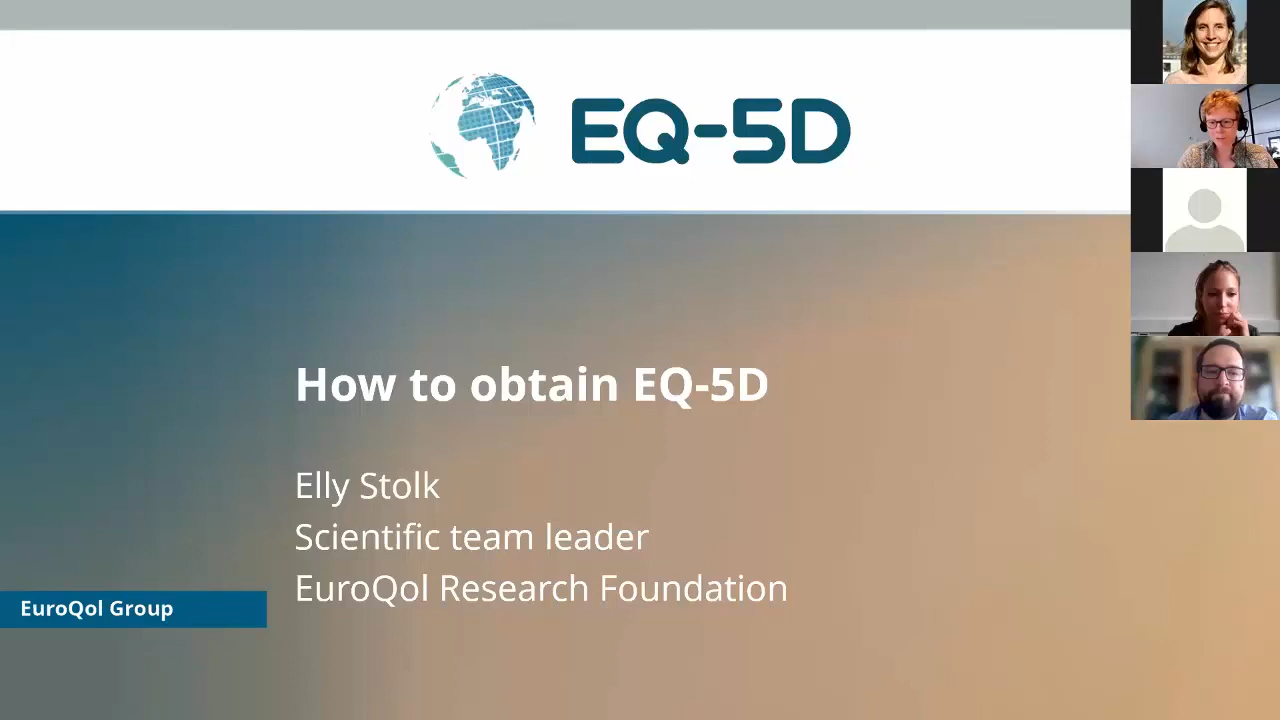 EQ-5D
How to obtain EQ-5D
Elly Stolk
Scientific team leader
EuroQol Research Foundation
EuroQol Group